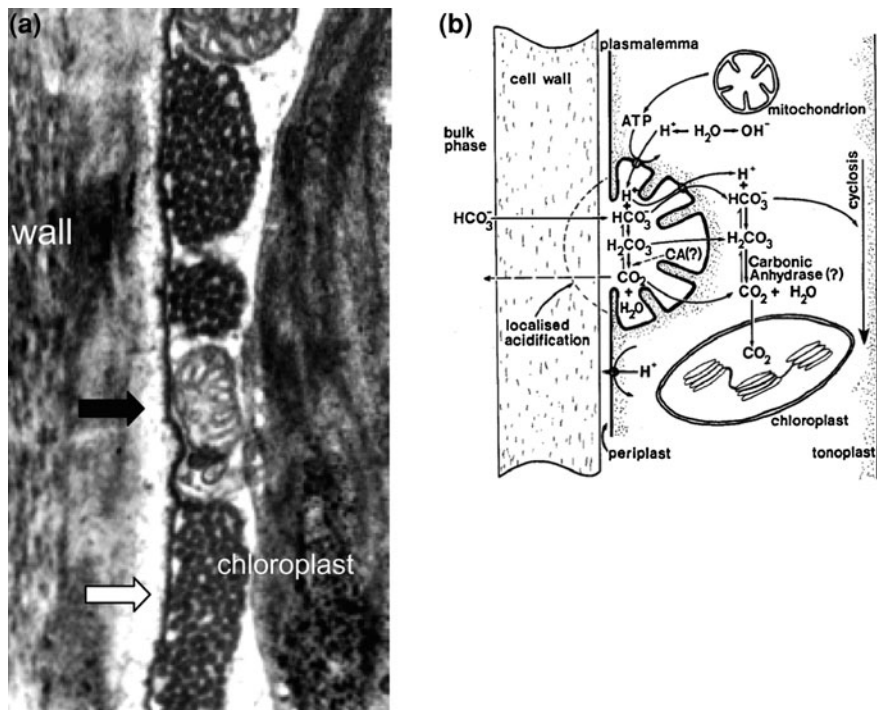 (a)
wall
chloroplast
(b)
plasmalemma
cell wall
mitochondrion
bulk
phase
ATP
H⁺ ← H₂O → OH⁻
H⁺
+
HCO₃⁻
HCO₃⁻
H⁺
+
HCO₃⁻
H₂CO₃
H₂CO₃
CA(?)
Carbonic
Anhydrase (?)
CO₂
+
H₂O
CO₂ + H₂O
localised
acidification
CO₂
H⁺
chloroplast
periplast
tonoplast
cyclosis